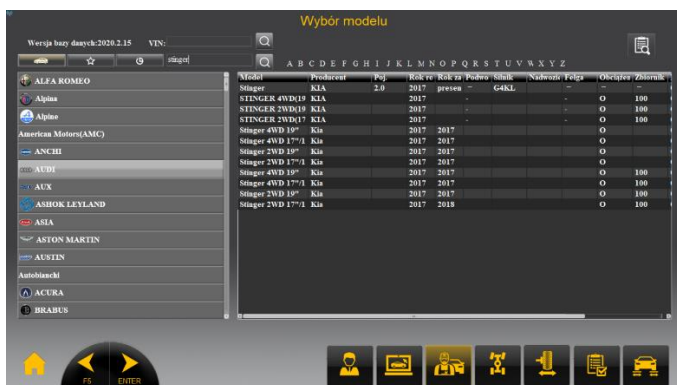 Wybór modelu
Wersja bazy danych:2020.2.15 VIN:
stinger
A B C D E F G H I J K L M N O P Q R S T U V W X Y Z
ALFA ROMEO
Alpina
Alpine
American Motors(AMC)
ANCHI
AUDI
AUX
ASHOK LEYLAND
ASIA
ASTON MARTIN
AUSTIN
Autobianchi
ACURA
BRABUS
Model Producent Poj. Rok ro Rok za Podwo Silnik Nadwozie Felga Obciążen Zbiornik
Stinger KIA 2.0 2017 presen - G4KL - - -
STINGER 4WD(19 KIA 2017 - - O 100
STINGER 2WD(19 KIA 2017 - - O 100
STINGER 2WD(17 KIA 2017 - - O 100
Stinger 4WD 19" Kia 2017 2017 O
Stinger 4WD 17"/1 Kia 2017 2017 O
Stinger 2WD 19" Kia 2017 2017 O
Stinger 2WD 17"/1 Kia 2017 2017 O
Stinger 4WD 19" Kia 2017 2017 O 100
Stinger 4WD 17"/1 Kia 2017 2017 O 100
Stinger 2WD 19" Kia 2017 2017 O 100
Stinger 2WD 17"/1 Kia 2017 2018 O 100
F5 ENTER